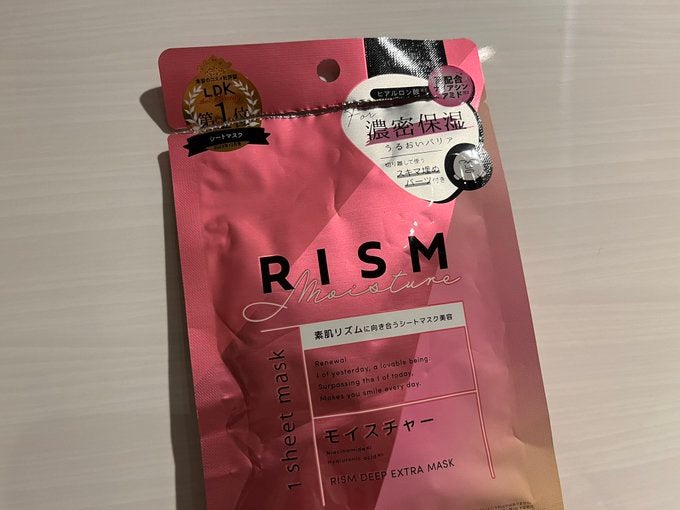 LDK
第1位
シートマスク
ヒアルロン酸
高配合
ナイアシン
アミド
For
濃密保湿
うるおいバリア
切り離して使う
スキマ埋め
パーツ付き
RISM
Moisture
1 sheet mask
素肌リズムに向き合うシートマスク美容
Renewal
I of yesterday, a lovable being.
Surpassing the I of today,
Makes you smile every day.
モイスチャー
Niacinamide
Hyaluronic acid
RISM DEEP EXTRA MASK